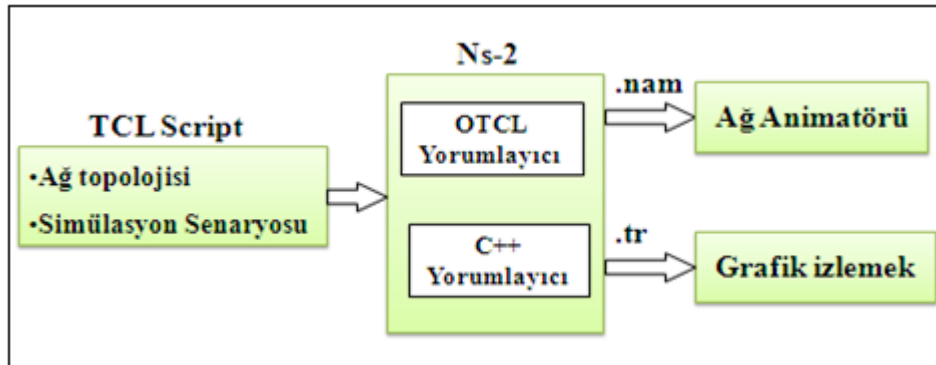 Ns-2
TCL Script
•Ağ topolojisi
•Simülasyon Senaryosu
OTCL
Yorumlayıcı
C++
Yorumlayıcı
.nam
Ağ Animatörü
.tr
Grafik izlemek